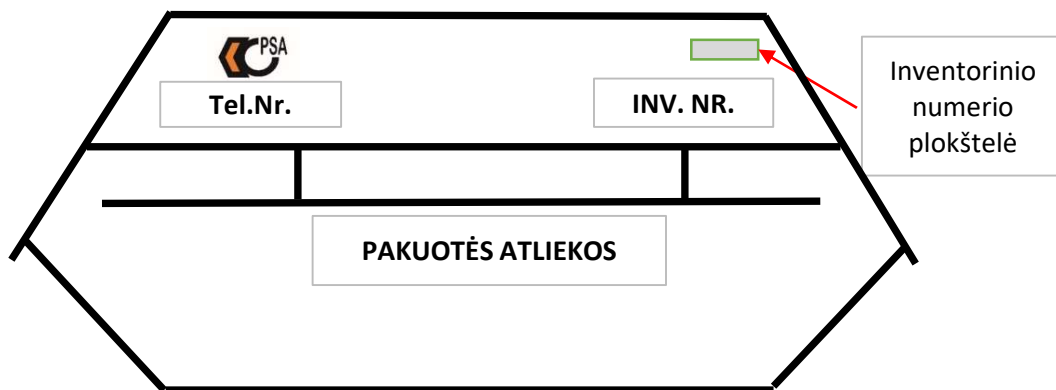 PSA
Tel.Nr.
INV. NR.
Inventorinio
numerio
plokštelė
PAKUOTĖS ATLIEKOS